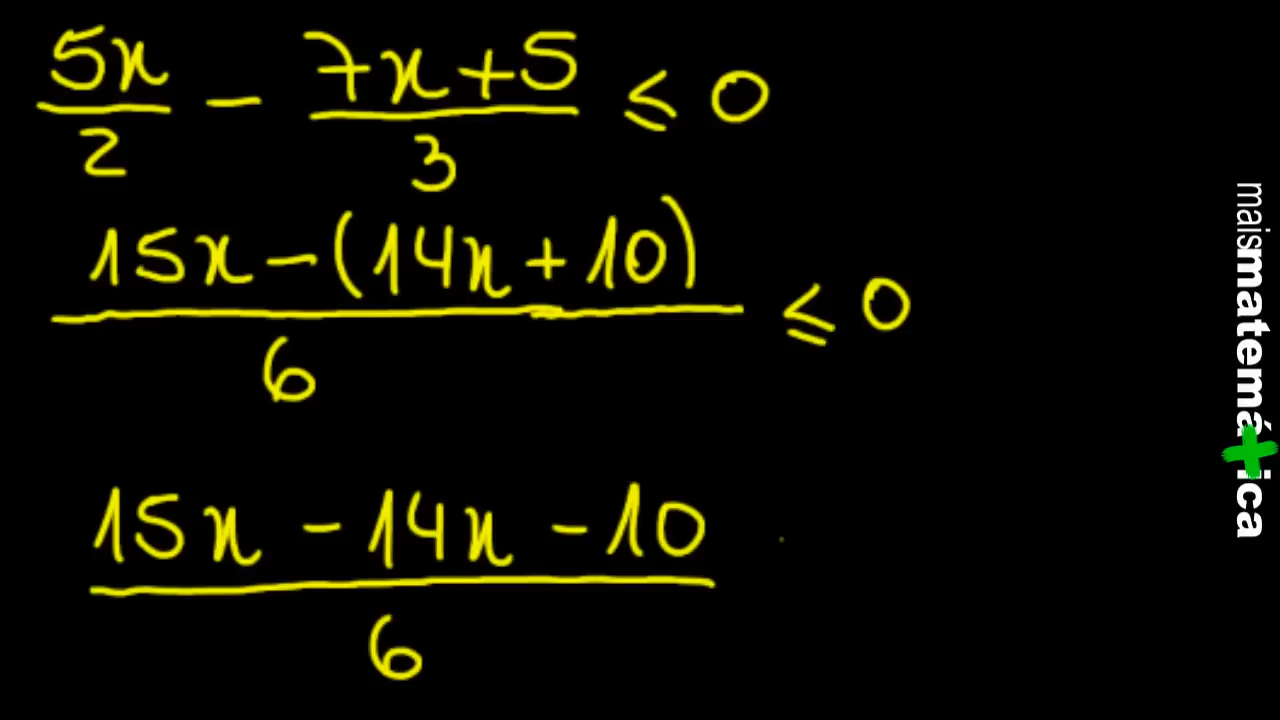 5x/2 - 7x+5/3 ≤ 0
15x-(14x+10)/6 ≤ 0
15x - 14x - 10/6
maismatemática